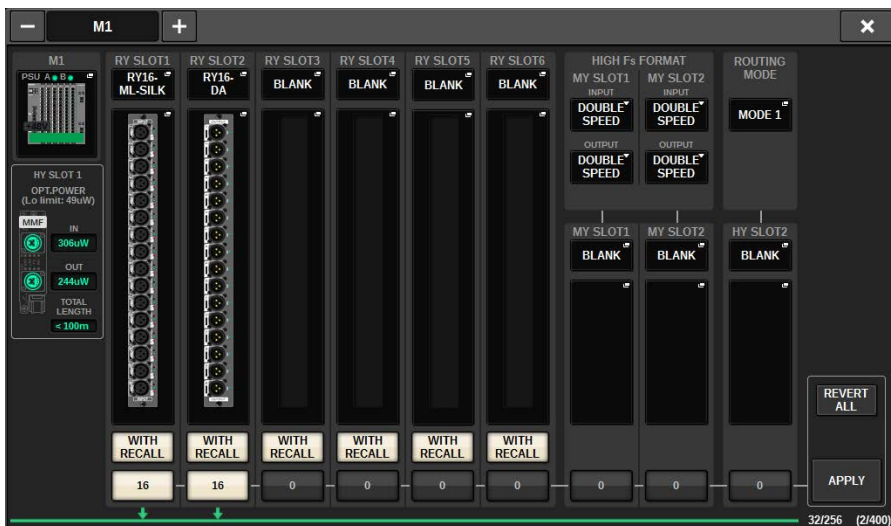 − M1 + ×
M1
PSU A B
HY SLOT 1
OPT.POWER
(Lo limit: 49uW)
MMF
IN
306uW
OUT
244uW
TOTAL
LENGTH
< 100m
RY SLOT1 RY SLOT2 RY SLOT3 RY SLOT4 RY SLOT5 RY SLOT6
RY16-
ML-SILK
RY16-
DA
BLANK BLANK BLANK BLANK
INPUT OUTPUT
INPUT OUTPUT
WITH
RECALL
WITH
RECALL
WITH
RECALL
WITH
RECALL
WITH
RECALL
WITH
RECALL
16 16 0 0 0 0
HIGH Fs FORMAT
MY SLOT1 MY SLOT2
INPUT INPUT
DOUBLE
SPEED
DOUBLE
SPEED
OUTPUT OUTPUT
DOUBLE
SPEED
DOUBLE
SPEED
ROUTING
MODE
MODE 1
MY SLOT1 MY SLOT2 HY SLOT2
BLANK BLANK BLANK
0 0 0
REVERT
ALL
APPLY
32/256 (2/400)